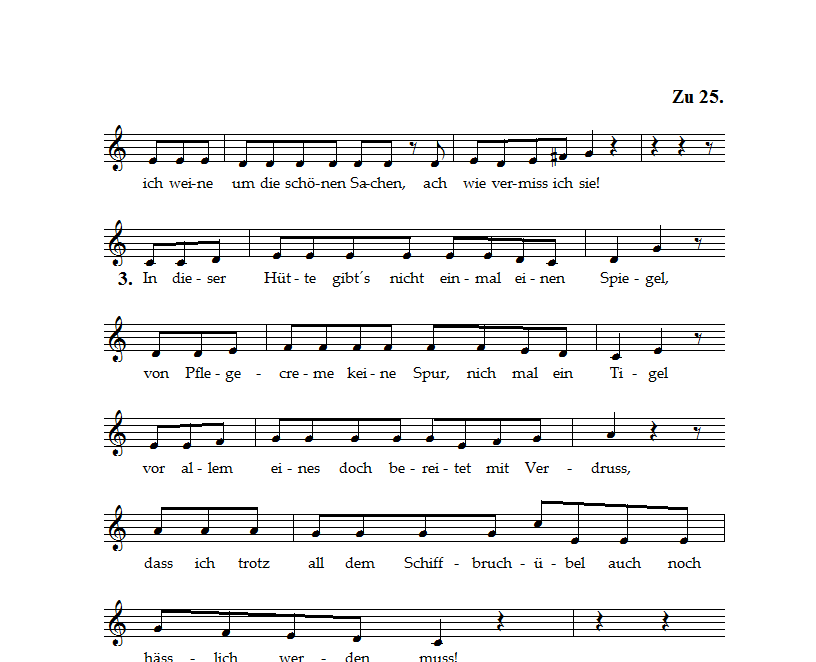 Zu 25.
ich wei-ne um die schö-nen Sa-chen, ach wie ver-miss ich sie!
3. In die - ser Hüt - te gibt´s nicht ein - mal ei - nen Spie - gel,
von Pfle - ge - cre - me kei - ne Spur, nich mal ein Ti - gel
vor al - lem ei - nes doch be - rei - tet mit Ver - druss,
dass ich trotz all dem Schiff - bruch - ü - bel auch noch
häss - lich wer - den muss!